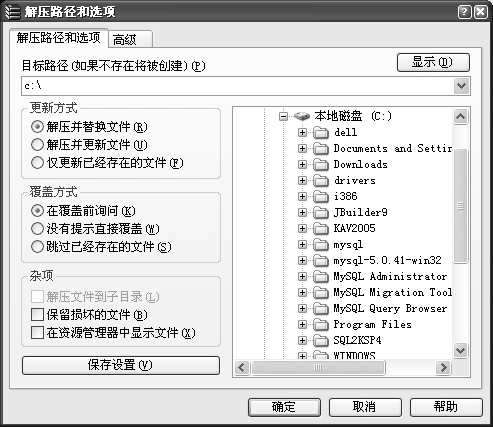 解压路径和选项
解压路径和选项 高级
目标路径(如果不存在将被创建)(P)
显示(D)
c:\
更新方式
解压并替换文件(R)
解压并更新文件(U)
仅更新已经存在的文件(F)
覆盖方式
在覆盖前询问(K)
没有提示直接覆盖(W)
跳过已经存在的文件(S)
杂项
解压文件到子目录(L)
保留损坏的文件(B)
在资源管理器中显示文件(X)
保存设置(V)
本地磁盘 (C:)
dell
Documents and Settin
Downloads
drivers
i386
JBuilder9
KAV2005
mysql
mysql-5.0.41-win32
MySQL Administrator
MySQL Migration Tool
MySQL Query Browser
Program Files
SQL2KSP4
WINDOWS
确定 取消 帮助